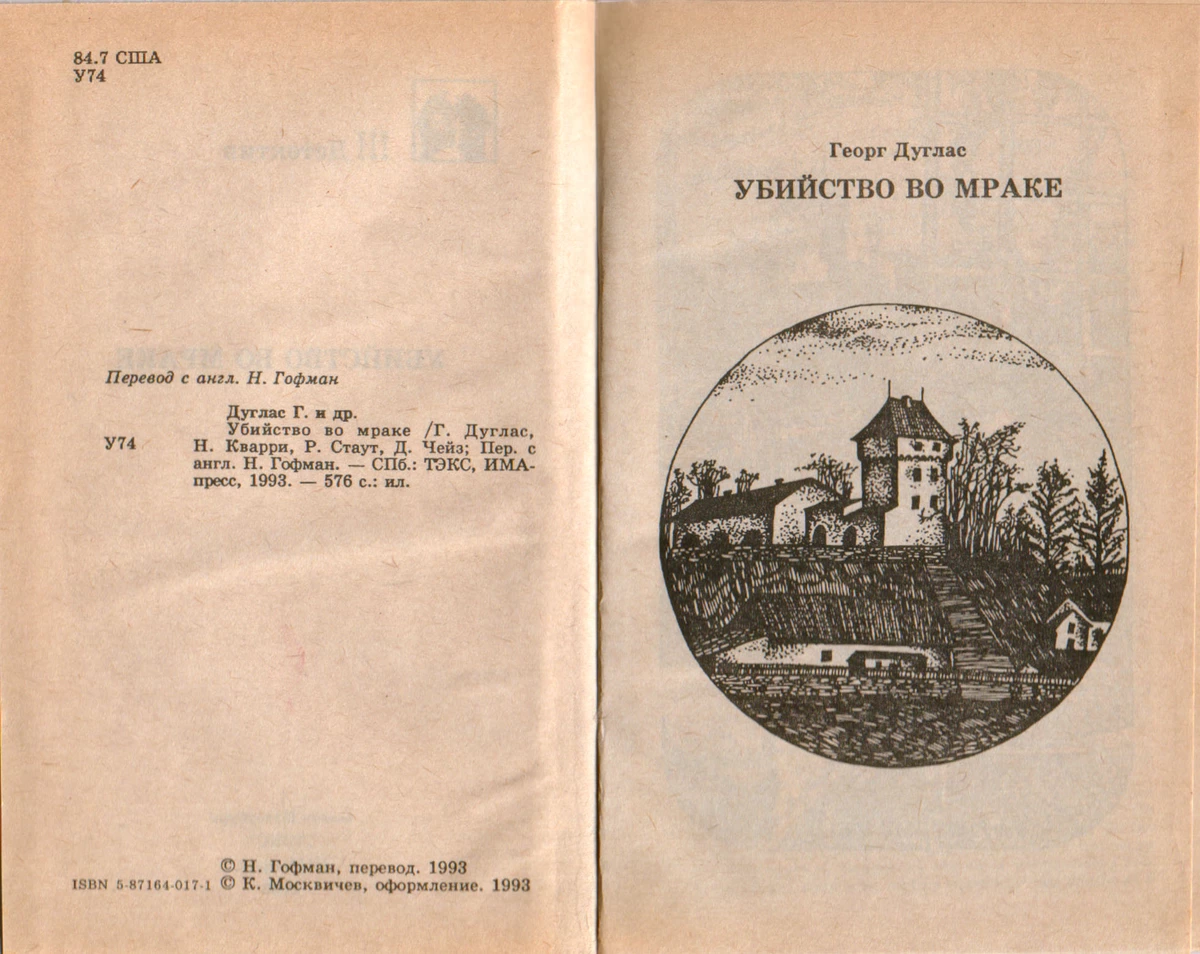 84.7 США
У74
Перевод с англ. Н. Гофман
Дуглас Г. и др.
Убийство во мраке /Г. Дуглас,
У74 Н. Кварри, Р. Стаут, Д. Чейз; Пер. с
англ. Н. Гофман. — СПб.: ТЭКС, ИМА-
пресс, 1993. — 576 с.: ил.
© Н. Гофман, перевод. 1993
ISBN 5-87164-017-1 © К. Москвичев, оформление. 1993
Георг Дуглас
УБИЙСТВО ВО МРАКЕ